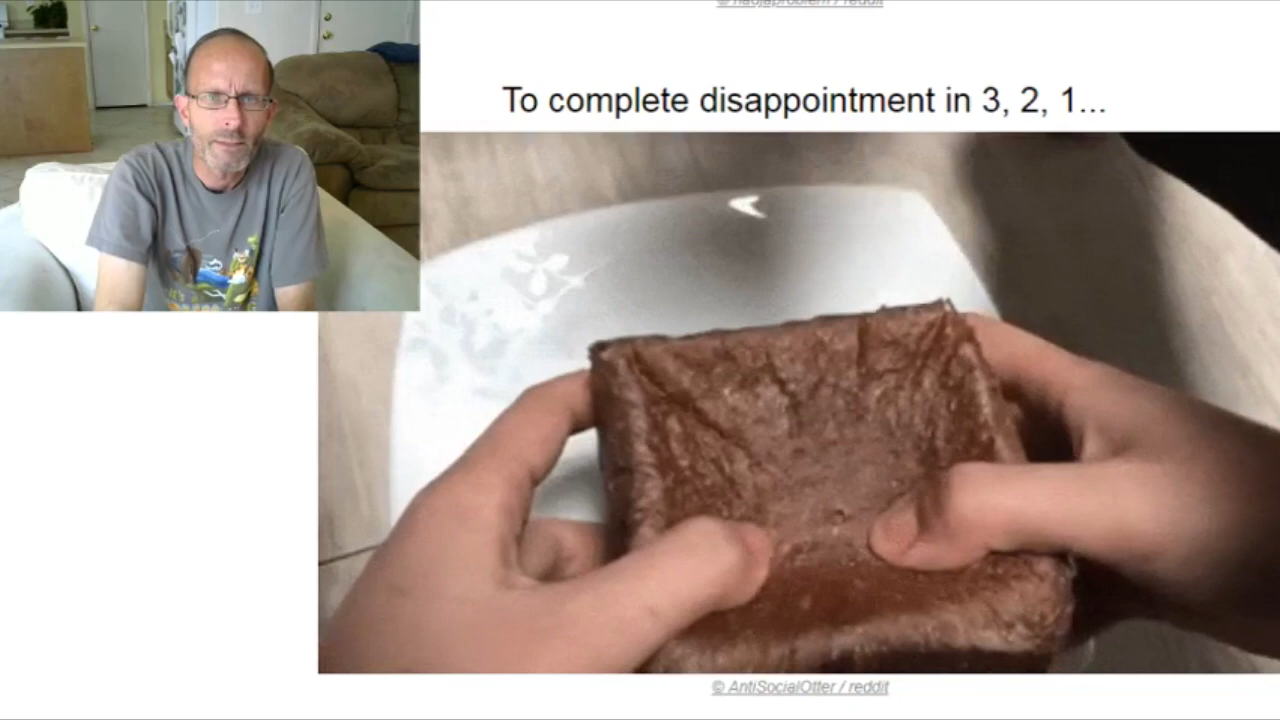 To complete disappointment in 3, 2, 1...
© AntiSocialOtter / reddit